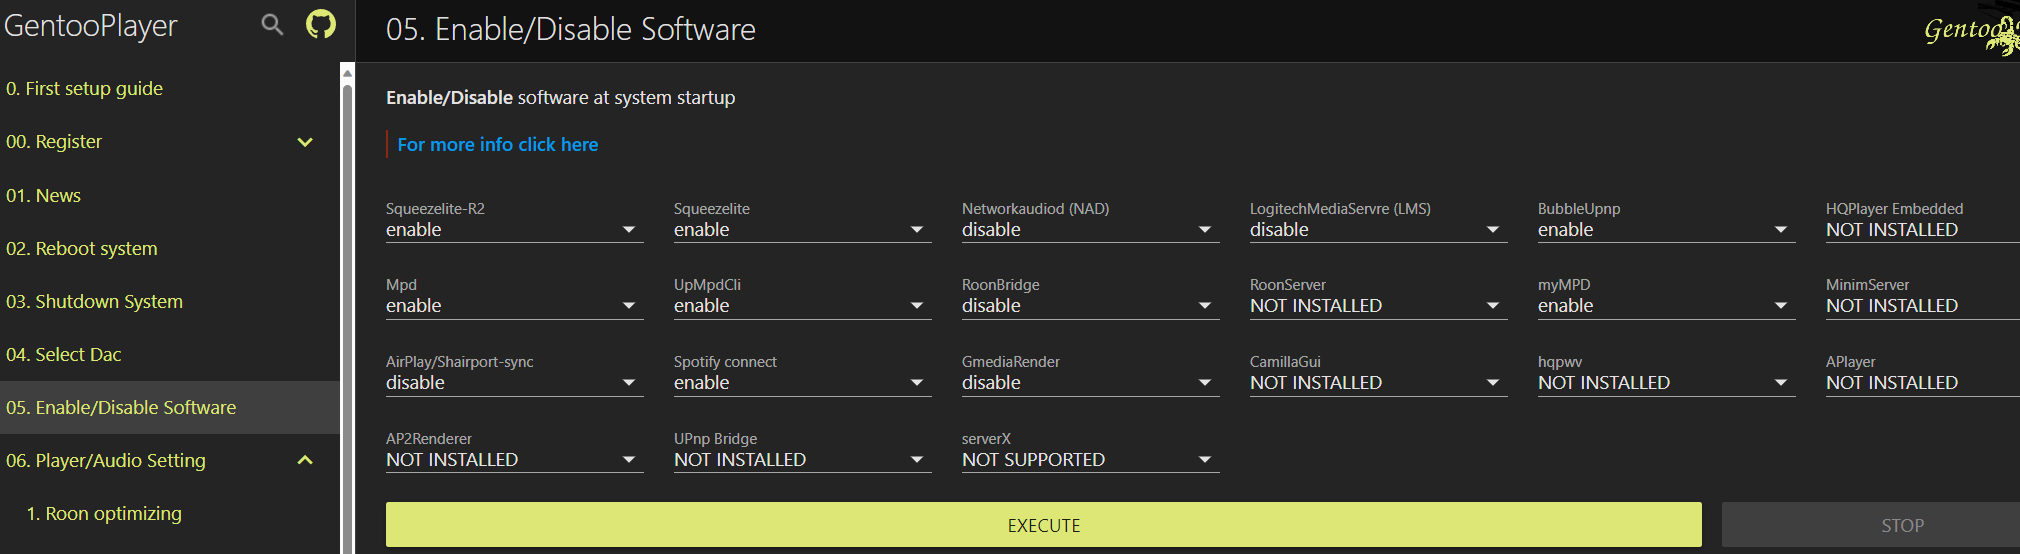 GentooPlayer
05. Enable/Disable Software
Gentoo
0. First setup guide
00. Register
01. News
02. Reboot system
03. Shutdown System
04. Select Dac
05. Enable/Disable Software
06. Player/Audio Setting
1. Roon optimizing
Enable/Disable software at system startup
For more info click here
Squeezelite-R2 Squeezelite Networkaudiod (NAD) LogitechMediaServre (LMS) BubbleUpnp HQPlayer Embedded
enable enable disable disable enable NOT INSTALLED
Mpd UpMpdCli RoonBridge RoonServer myMPD MinimServer
enable enable disable NOT INSTALLED enable NOT INSTALLED
AirPlay/Shairport-sync Spotify connect GmediaRender CamillaGui hqpwv APlayer
disable enable disable NOT INSTALLED NOT INSTALLED NOT INSTALLED
AP2Renderer UPnp Bridge serverX
NOT INSTALLED NOT INSTALLED NOT SUPPORTED
EXECUTE STOP